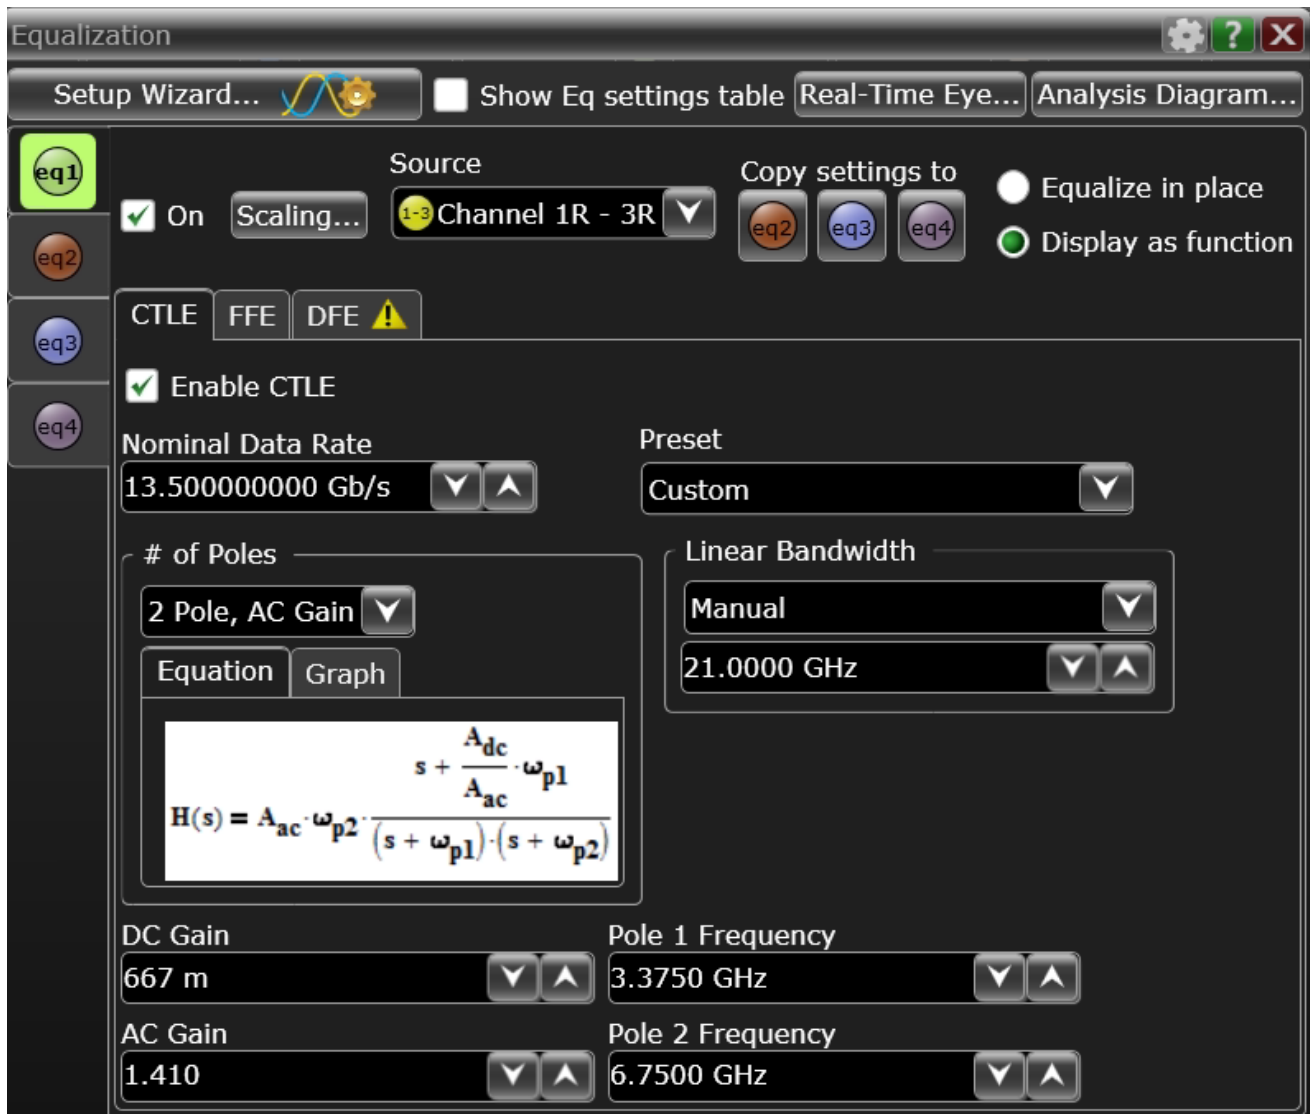 Equalization ?
Setup Wizard... Show Eq settings table Real-Time Eye... Analysis Diagram...
eq1
eq2
eq3
eq4
Source
On Scaling... 1-3 Channel 1R - 3R
Copy settings to
eq2 eq3 eq4
Equalize in place
Display as function
CTLE FFE DFE
Enable CTLE
Nominal Data Rate
13.500000000 Gb/s
Preset
Custom
# of Poles
2 Pole, AC Gain
Equation Graph
H(s) = A_ac · ω_p2 · (s + A_dc/A_ac · ω_p1) / ((s + ω_p1)·(s + ω_p2))
Linear Bandwidth
Manual
21.0000 GHz
DC Gain
667 m
Pole 1 Frequency
3.3750 GHz
AC Gain
1.410
Pole 2 Frequency
6.7500 GHz